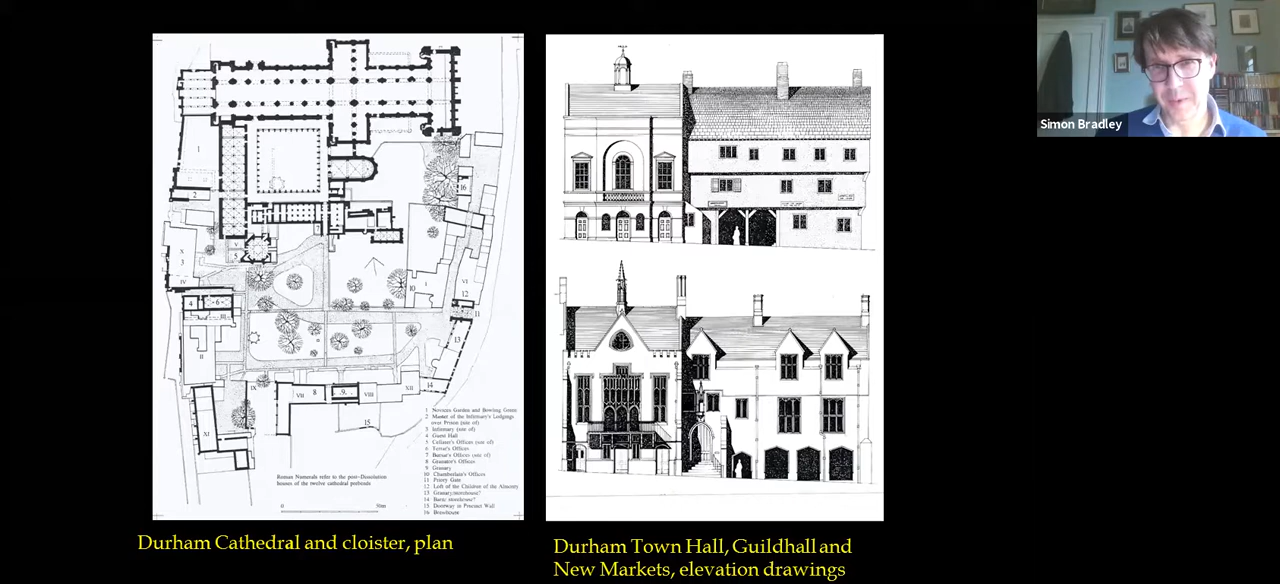 Simon Bradley
1 Novices Garden and Bowling Green
2 Master of the Infirmary's Lodgings
over Prison (site of)
3 Infirmary (site of)
4 Guest Hall
5 Cellarer's Offices (site of)
6 Terrar's Offices
7 Bursar's Offices (site of)
8 Granator's Offices
9 Granary
10 Chamberlain's Offices
11 Priory Gate
12 Loft of the Children of the Almonry
13 Granary/storehouse?
14 Barn/storehouse?
15 Doorway in Precinct Wall
16 Brewhouse
Roman Numerals refer to the post-Dissolution
houses of the twelve cathedral prebends
0 50m
Durham Cathedral and cloister, plan
Durham Town Hall, Guildhall and
New Markets, elevation drawings